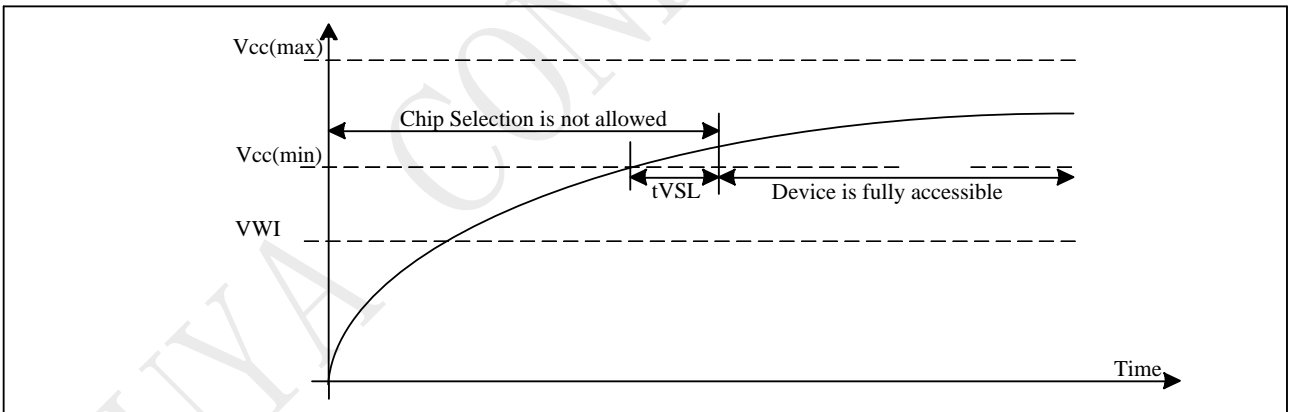 Vcc(max)
Chip Selection is not allowed
Vcc(min)
tVSL
Device is fully accessible
VWI
Time